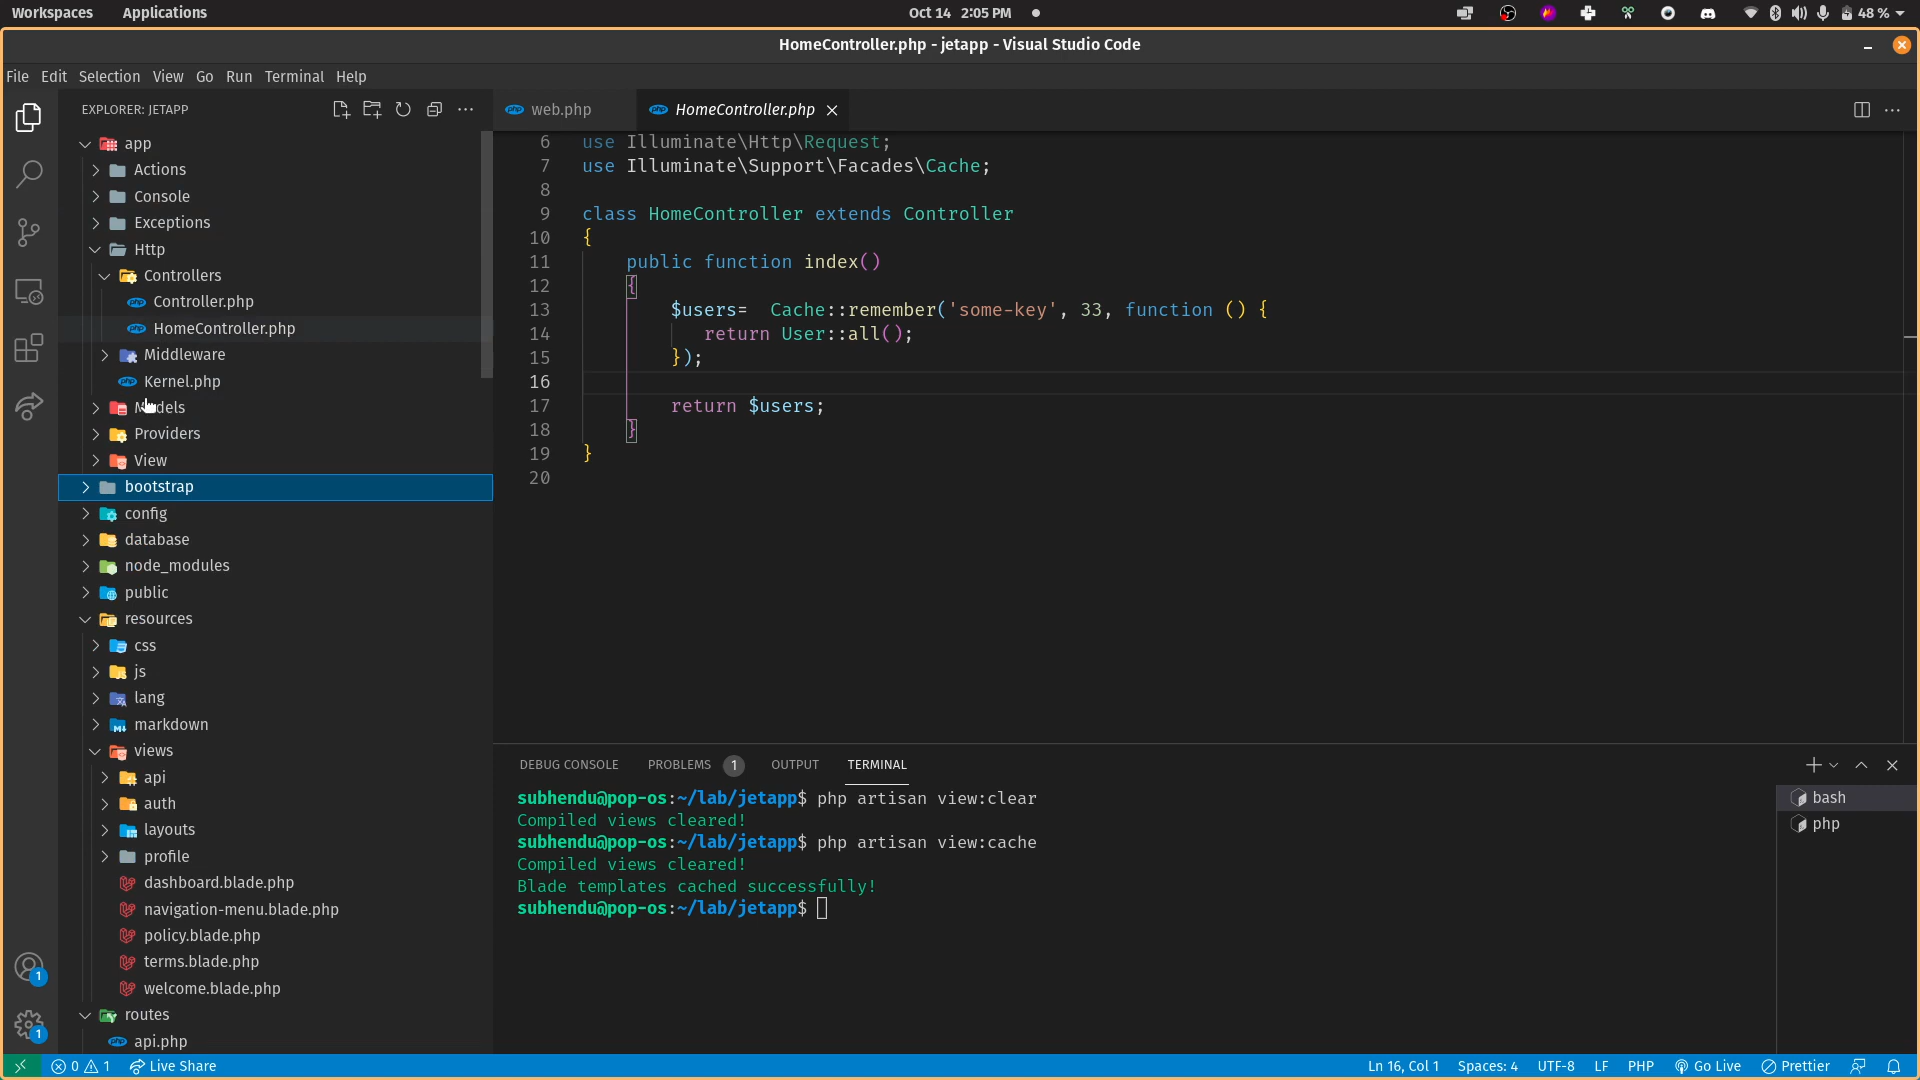 Workspaces Applications Oct 14 2:05 PM 48 %
HomeController.php - jetapp - Visual Studio Code
File Edit Selection View Go Run Terminal Help
EXPLORER: JETAPP
app
Actions
Console
Exceptions
Http
Controllers
Controller.php
HomeController.php
Middleware
Kernel.php
Models
Providers
View
bootstrap
config
database
node_modules
public
resources
css
js
lang
markdown
views
api
auth
layouts
profile
dashboard.blade.php
navigation-menu.blade.php
policy.blade.php
terms.blade.php
welcome.blade.php
routes
api.php
web.php HomeController.php
6 use Illuminate\Http\Request;
7 use Illuminate\Support\Facades\Cache;
8
9 class HomeController extends Controller
10 {
11 public function index()
12 {
13 $users=  Cache::remember('some-key', 33, function () {
14 return User::all();
15 });
16
17 return $users;
18 }
19 }
20
DEBUG CONSOLE PROBLEMS 1 OUTPUT TERMINAL
subhendu@pop-os:~/lab/jetapp$ php artisan view:clear
Compiled views cleared!
subhendu@pop-os:~/lab/jetapp$ php artisan view:cache
Compiled views cleared!
Blade templates cached successfully!
subhendu@pop-os:~/lab/jetapp$
bash
php
1
1
0 1 Live Share Ln 16, Col 1 Spaces: 4 UTF-8 LF PHP Go Live Prettier